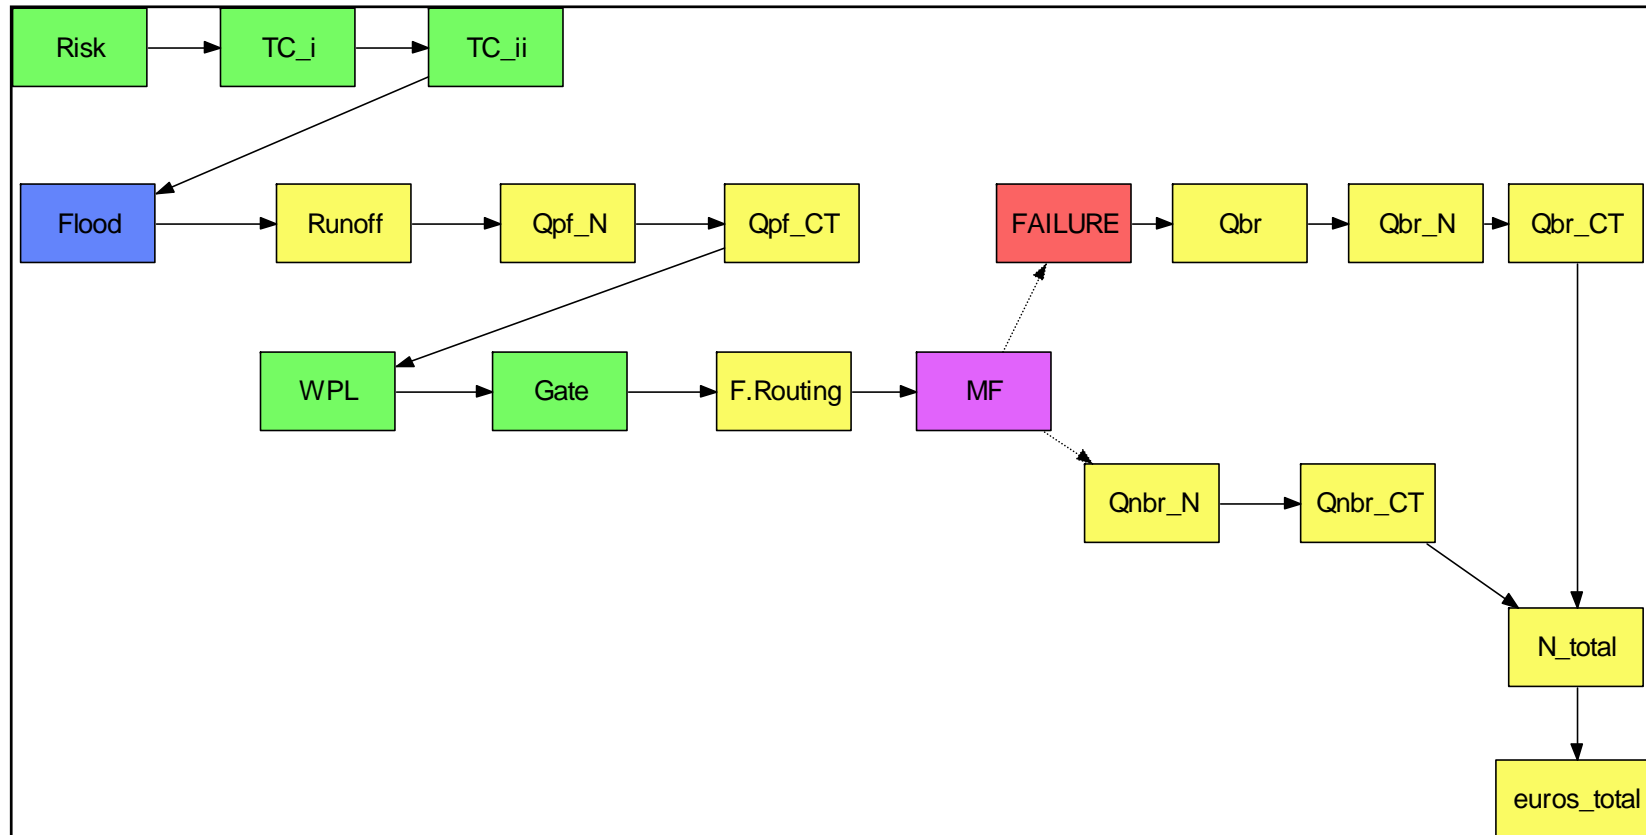 Risk
TC_i
TC_ii
Flood
Runoff
Qpf_N
Qpf_CT
FAILURE
Qbr
Qbr_N
Qbr_CT
WPL
Gate
F.Routing
MF
Qnbr_N
Qnbr_CT
N_total
euros_total